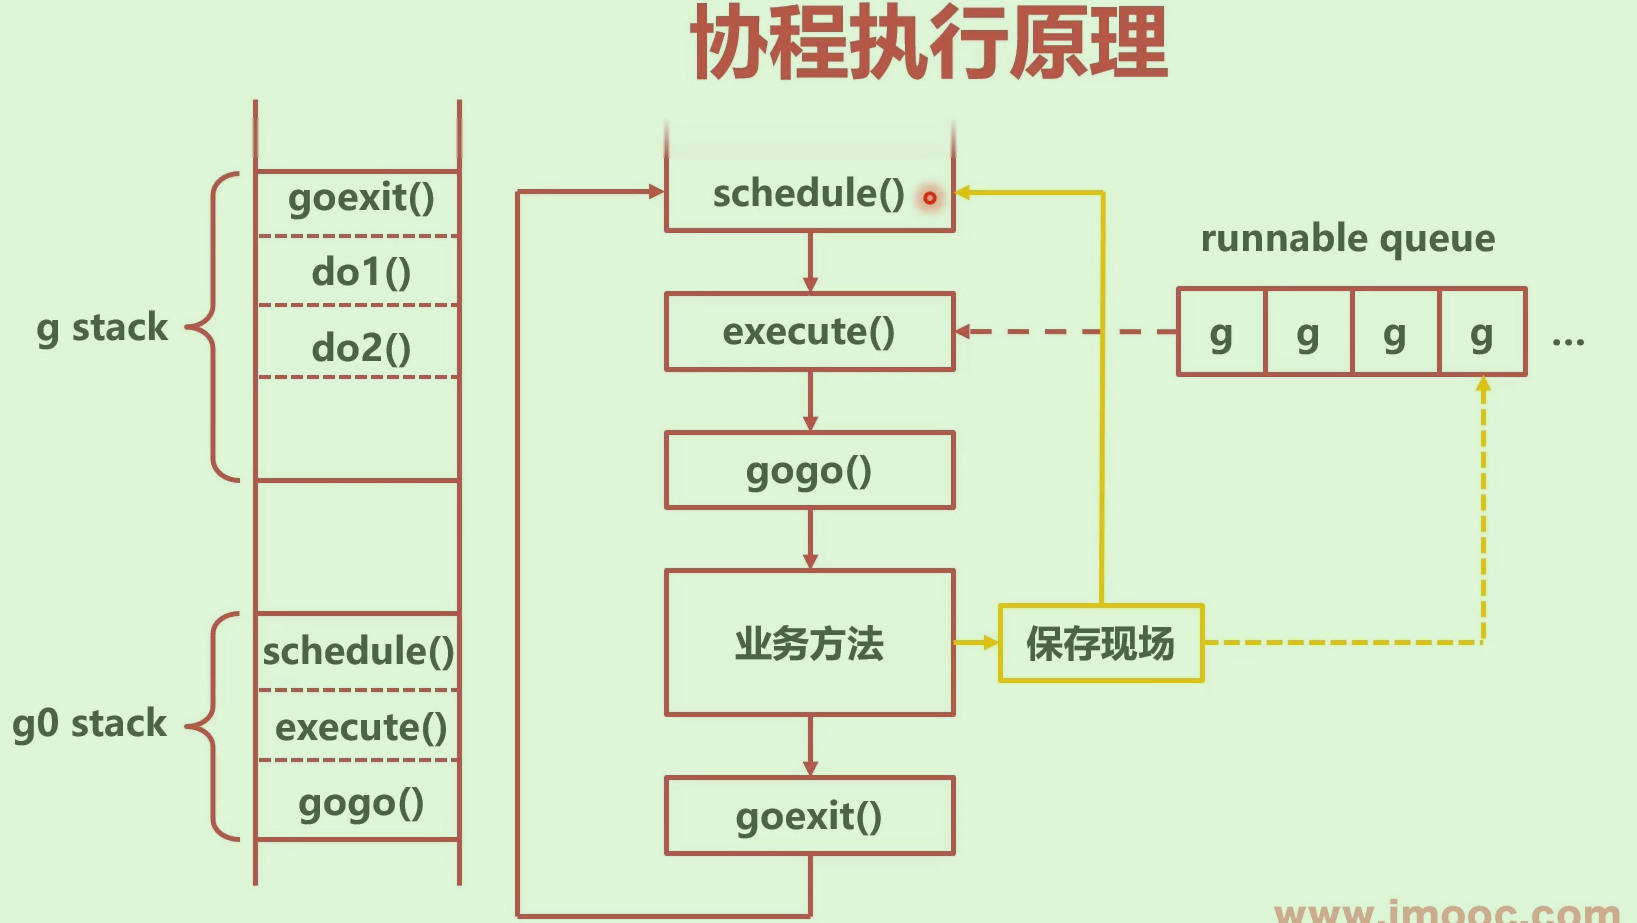 协程执行原理
goexit()
do1()
do2()
g stack
schedule()
execute()
gogo()
g0 stack
schedule()
execute()
gogo()
业务方法
保存现场
goexit()
runnable queue
g g g g ...
www.imooc.com